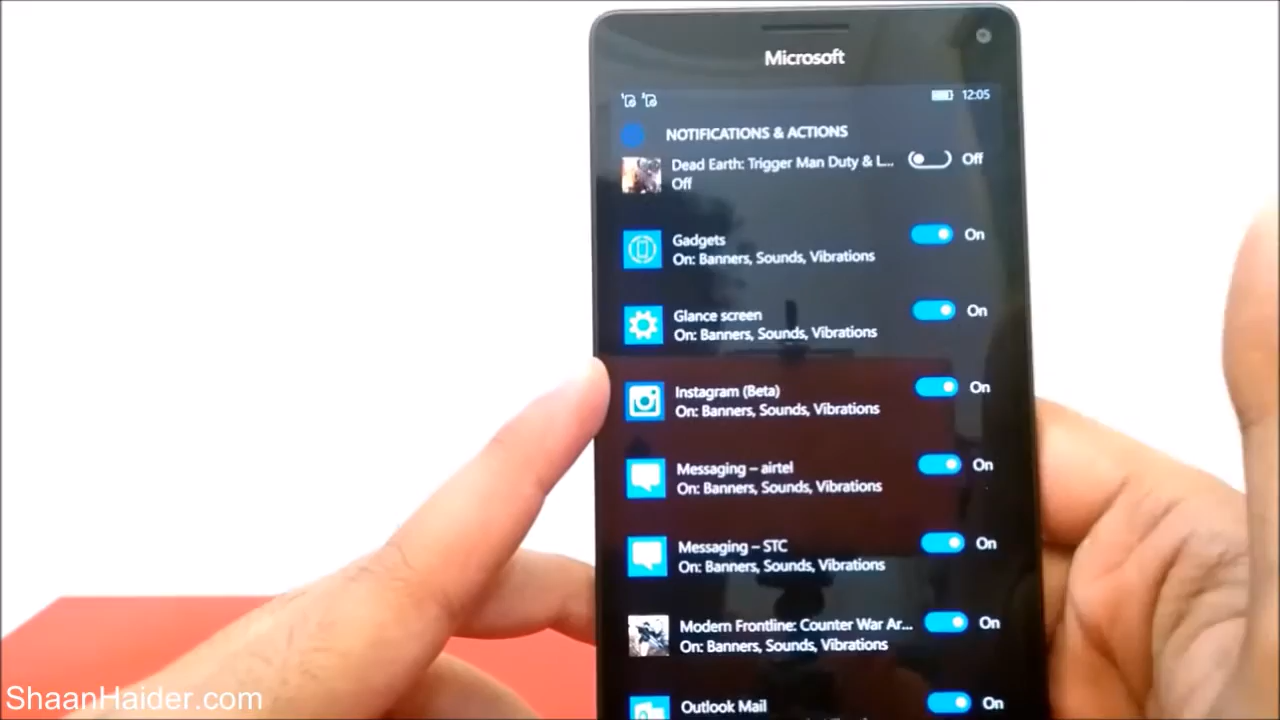 Microsoft
12:05
NOTIFICATIONS & ACTIONS
Dead Earth: Trigger Man Duty & L... Off
Off
Gadgets On
On: Banners, Sounds, Vibrations
Glance screen On
On: Banners, Sounds, Vibrations
Instagram (Beta) On
On: Banners, Sounds, Vibrations
Messaging – airtel On
On: Banners, Sounds, Vibrations
Messaging – STC On
On: Banners, Sounds, Vibrations
Modern Frontline: Counter War Ar... On
On: Banners, Sounds, Vibrations
Outlook Mail On
ShaanHaider.com